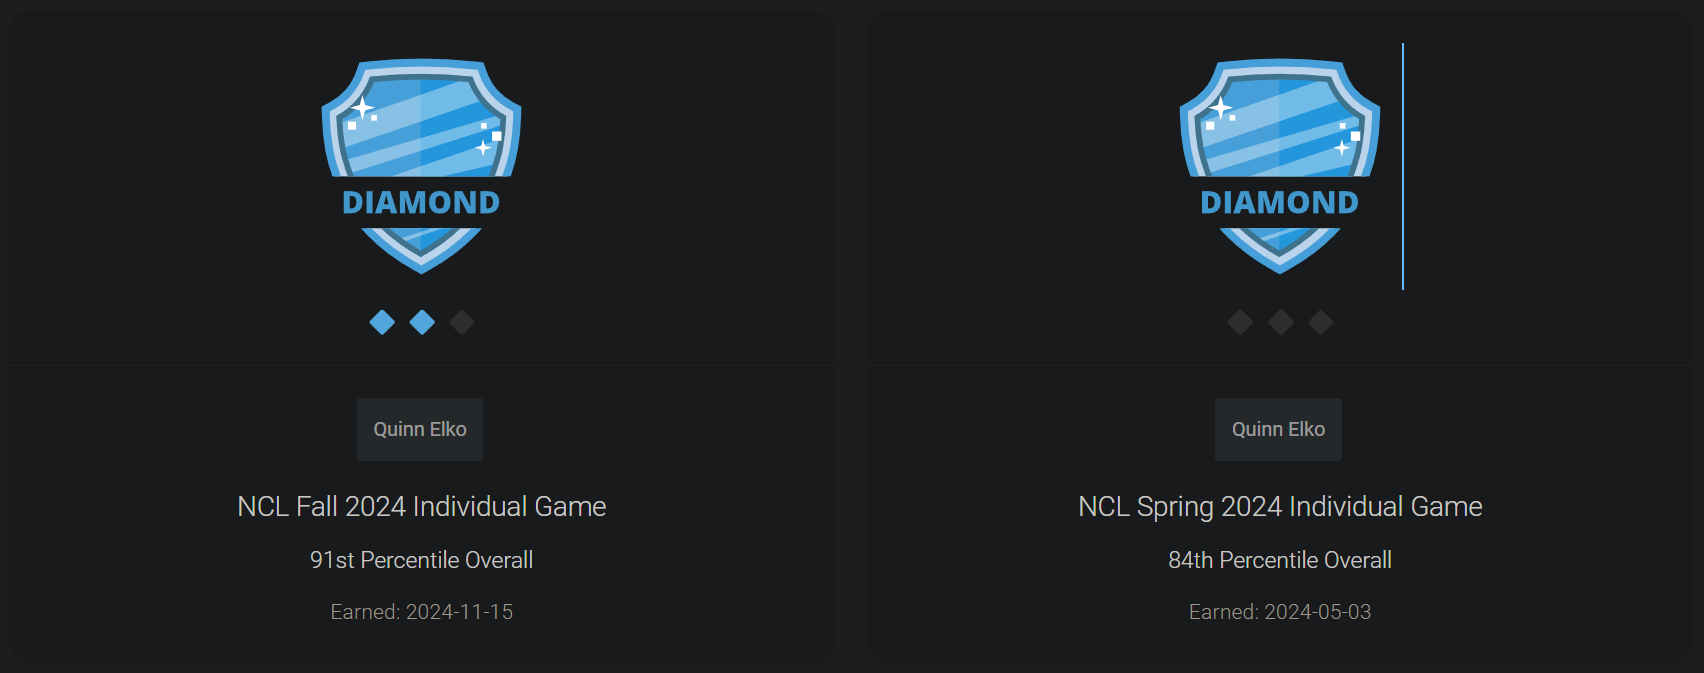 DIAMOND
Quinn Elko
NCL Fall 2024 Individual Game
91st Percentile Overall
Earned: 2024-11-15
DIAMOND
Quinn Elko
NCL Spring 2024 Individual Game
84th Percentile Overall
Earned: 2024-05-03